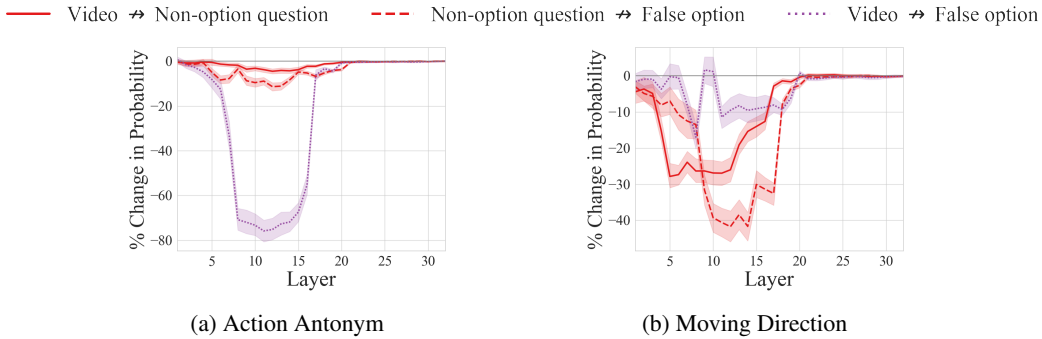 Video ↛ Non-option question Non-option question ↛ False option Video ↛ False option
% Change in Probability
0
−20
−40
−60
−80
5 10 15 20 25 30
Layer
(a) Action Antonym
% Change in Probability
0
−10
−20
−30
−40
5 10 15 20 25 30
Layer
(b) Moving Direction